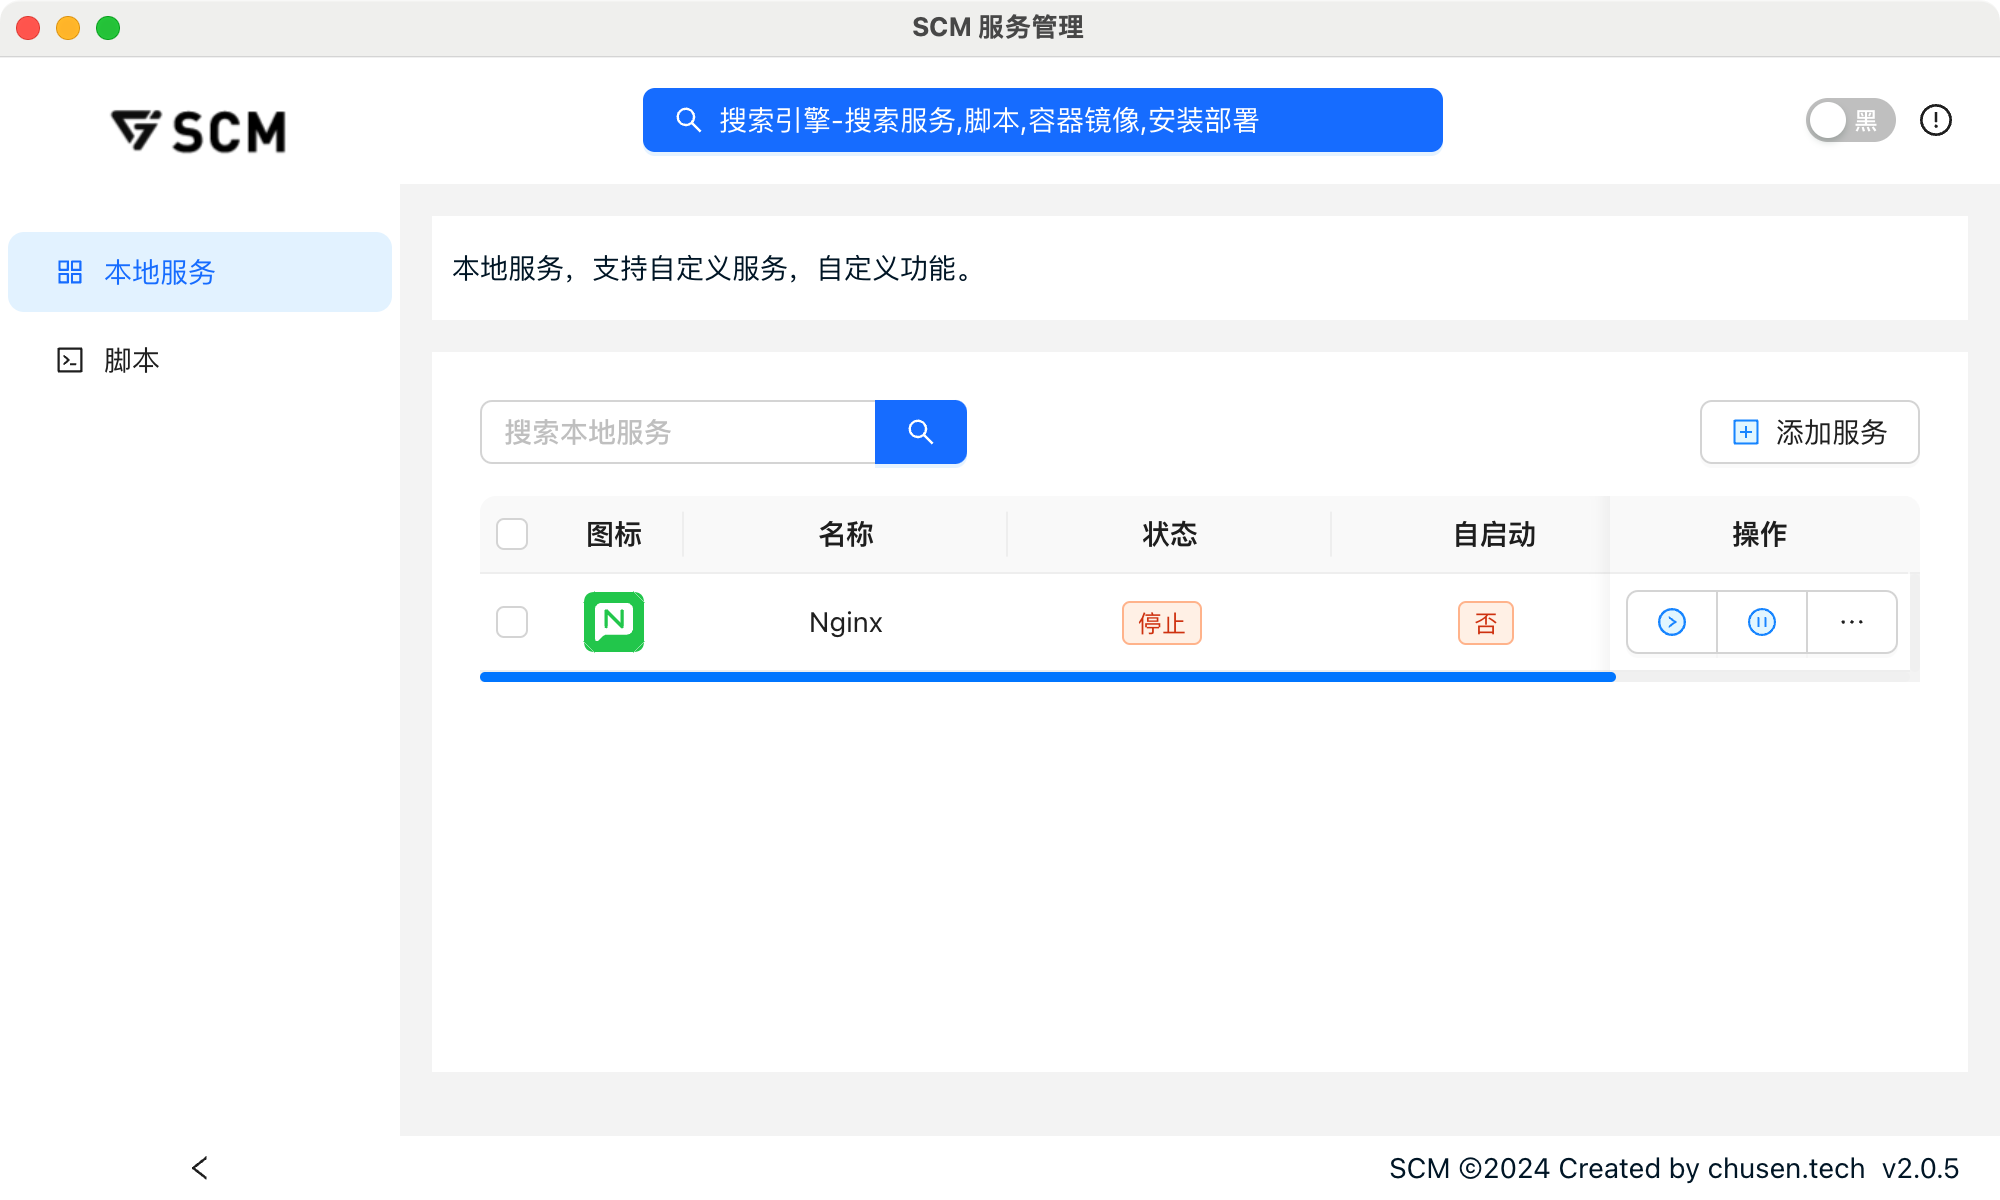 SCM 服务管理
SCM
搜索引擎-搜索服务,脚本,容器镜像,安装部署
黑
本地服务
脚本
本地服务，支持自定义服务，自定义功能。
搜索本地服务
添加服务
图标 名称 状态 自启动 操作
N Nginx 停止 否 ···
SCM ©2024 Created by chusen.tech v2.0.5